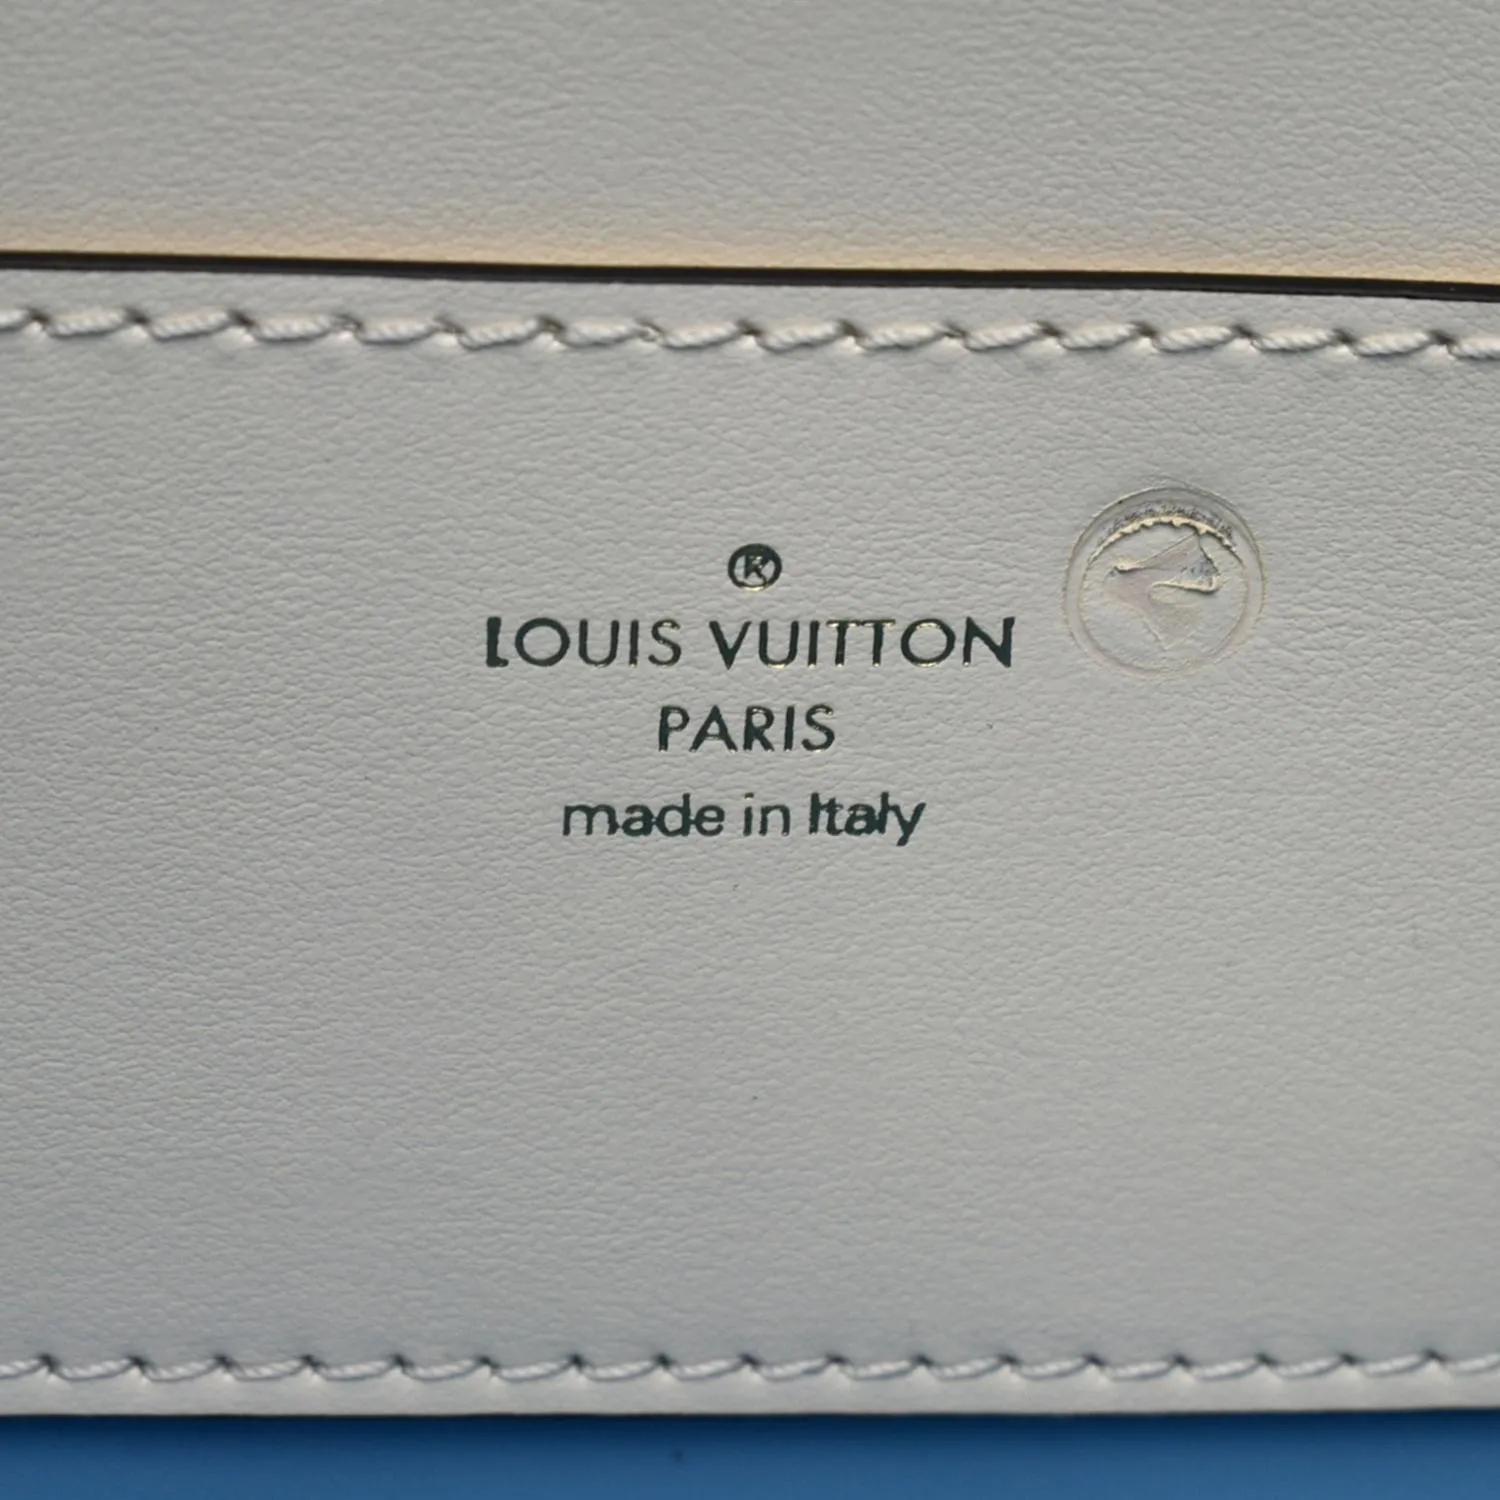 ®
LOUIS VUITTON
PARIS
made in Italy